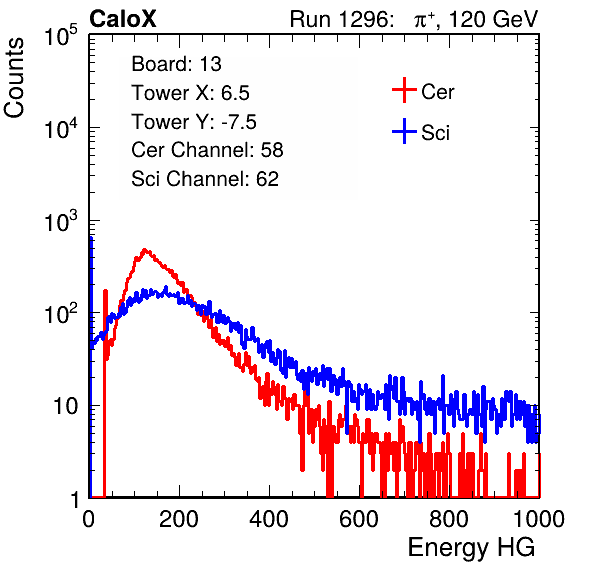 CaloX Run 1296: π⁺, 120 GeV
Counts
Board: 13
Tower X: 6.5
Tower Y: -7.5
Cer Channel: 58
Sci Channel: 62
Cer
Sci
10⁵
10⁴
10³
10²
10
1
0 200 400 600 800 1000
Energy HG